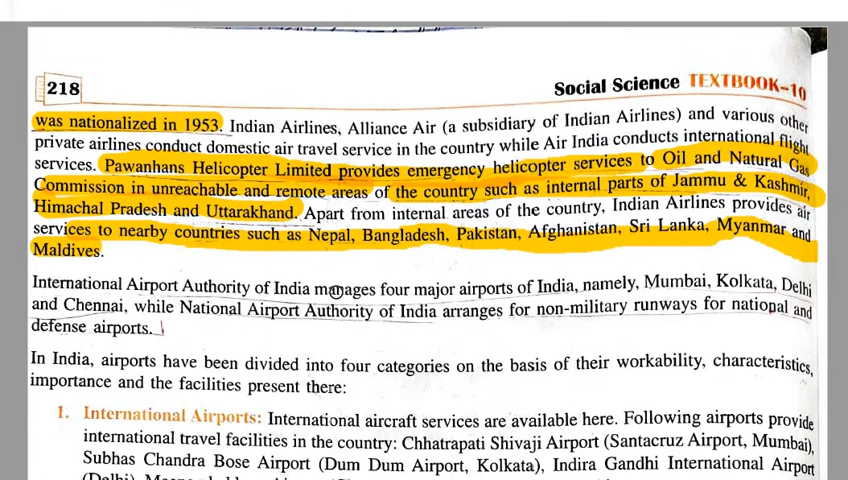 218
Social Science TEXTBOOK–10
was nationalized in 1953. Indian Airlines, Alliance Air (a subsidiary of Indian Airlines) and various other
private airlines conduct domestic air travel service in the country while Air India conducts international flight
services. Pawanhans Helicopter Limited provides emergency helicopter services to Oil and Natural Gas
Commission in unreachable and remote areas of the country such as internal parts of Jammu & Kashmir,
Himachal Pradesh and Uttarakhand. Apart from internal areas of the country, Indian Airlines provides air
services to nearby countries such as Nepal, Bangladesh, Pakistan, Afghanistan, Sri Lanka, Myanmar and
Maldives.
International Airport Authority of India manages four major airports of India, namely, Mumbai, Kolkata, Delhi
and Chennai, while National Airport Authority of India arranges for non-military runways for national and
defense airports.
In India, airports have been divided into four categories on the basis of their workability, characteristics,
importance and the facilities present there:
1. International Airports: International aircraft services are available here. Following airports provide
international travel facilities in the country: Chhatrapati Shivaji Airport (Santacruz Airport, Mumbai),
Subhas Chandra Bose Airport (Dum Dum Airport, Kolkata), Indira Gandhi International Airport